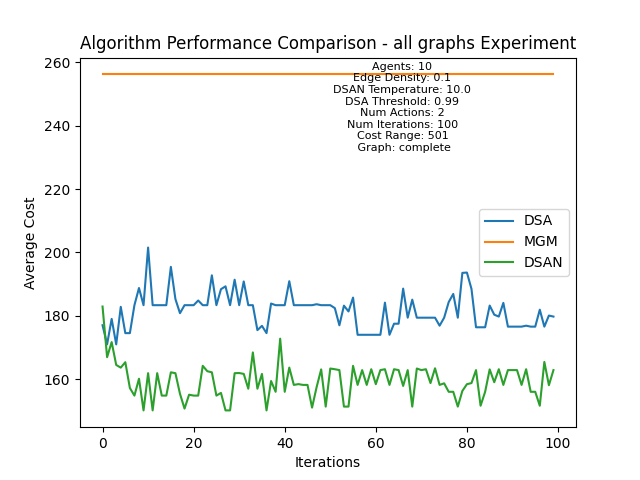 Algorithm Performance Comparison - all graphs Experiment
260
240
220
200
180
160
Average Cost
Agents: 10
Edge Density: 0.1
DSAN Temperature: 10.0
DSA Threshold: 0.99
Num Actions: 2
Num Iterations: 100
Cost Range: 501
Graph: complete
DSA
MGM
DSAN
0
20
40
60
80
100
Iterations